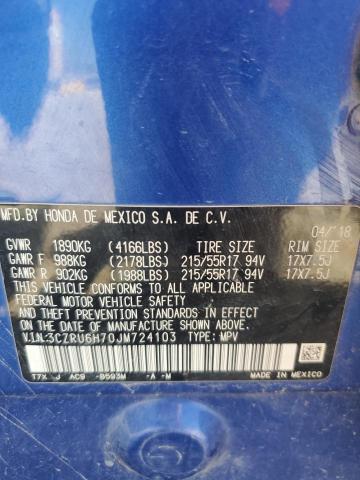 MFD.BY HONDA DE MEXICO S.A. DE C.V.
04/'18
GVWR 1890KG (4166LBS) TIRE SIZE RIM SIZE
GAWR F 988KG (2178LBS) 215/55R17 94V 17X7.5J
GAWR R 902KG (1988LBS) 215/55R17 94V 17X7.5J
THIS VEHICLE CONFORMS TO ALL APPLICABLE
FEDERAL MOTOR VEHICLE SAFETY AND THEFT
PREVENTION STANDARDS IN EFFECT ON THE
DATE OF MANUFACTURE SHOWN ABOVE.
V.I.N.:3CZRU6H70JM724103 TYPE: MPV
T7X J AC9 -B593M -A -M
MADE IN MEXICO